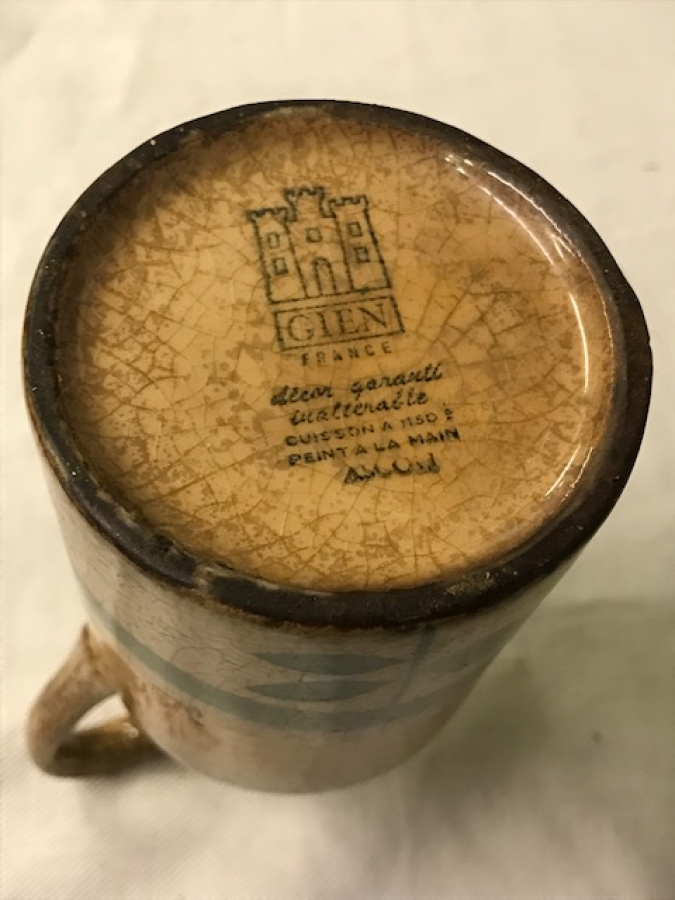 GIEN
FRANCE
décor garanti
inaltérable
CUISSON A 1150°
PEINT A LA MAIN